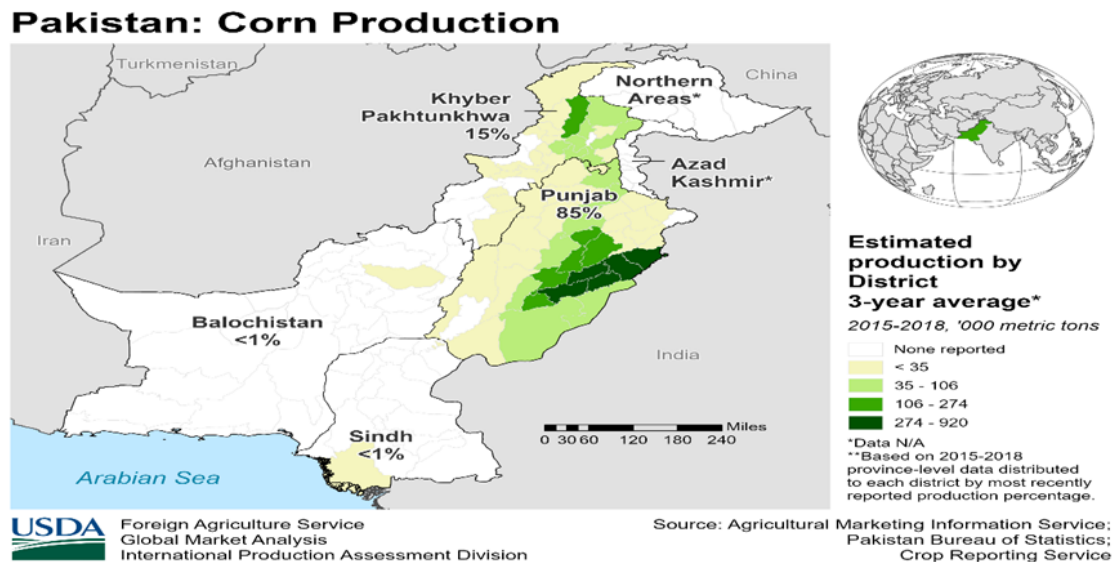 Pakistan: Corn Production
Turkmenistan
China
Northern
Areas*
Khyber
Pakhtunkhwa
15%
Afghanistan
Azad
Kashmir*
Punjab
85%
Iran
Balochistan
<1%
India
Sindh
<1%
Arabian Sea
Miles
0 30 60 120 180 240
Estimated
production by
District
3-year average*
2015-2018, '000 metric tons
None reported
< 35
35 - 106
106 - 274
274 - 920
*Data N/A
**Based on 2015-2018
province-level data distributed
to each district by most recently
reported production percentage.
USDA
Foreign Agriculture Service
Global Market Analysis
International Production Assessment Division
Source: Agricultural Marketing Information Service;
Pakistan Bureau of Statistics;
Crop Reporting Service